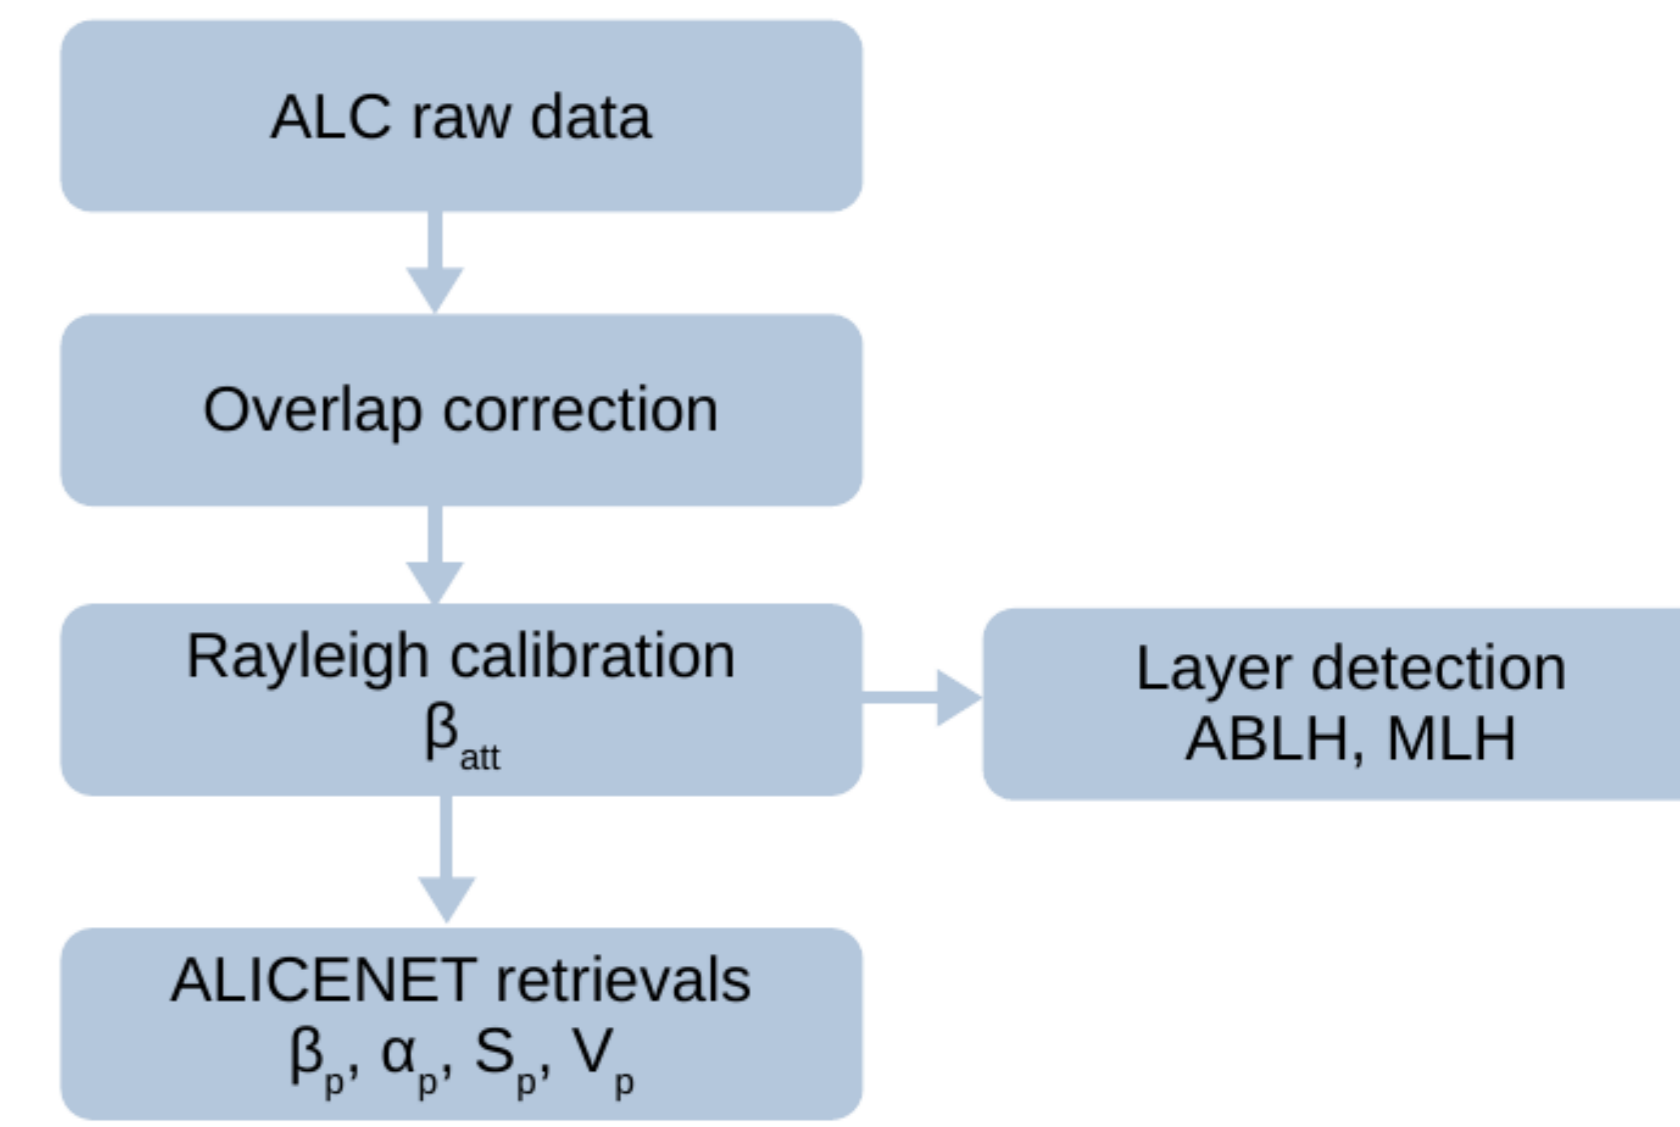 ALC raw data
Overlap correction
Rayleigh calibration
βatt
Layer detection
ABLH, MLH
ALICENET retrievals
βp, αp, Sp, Vp